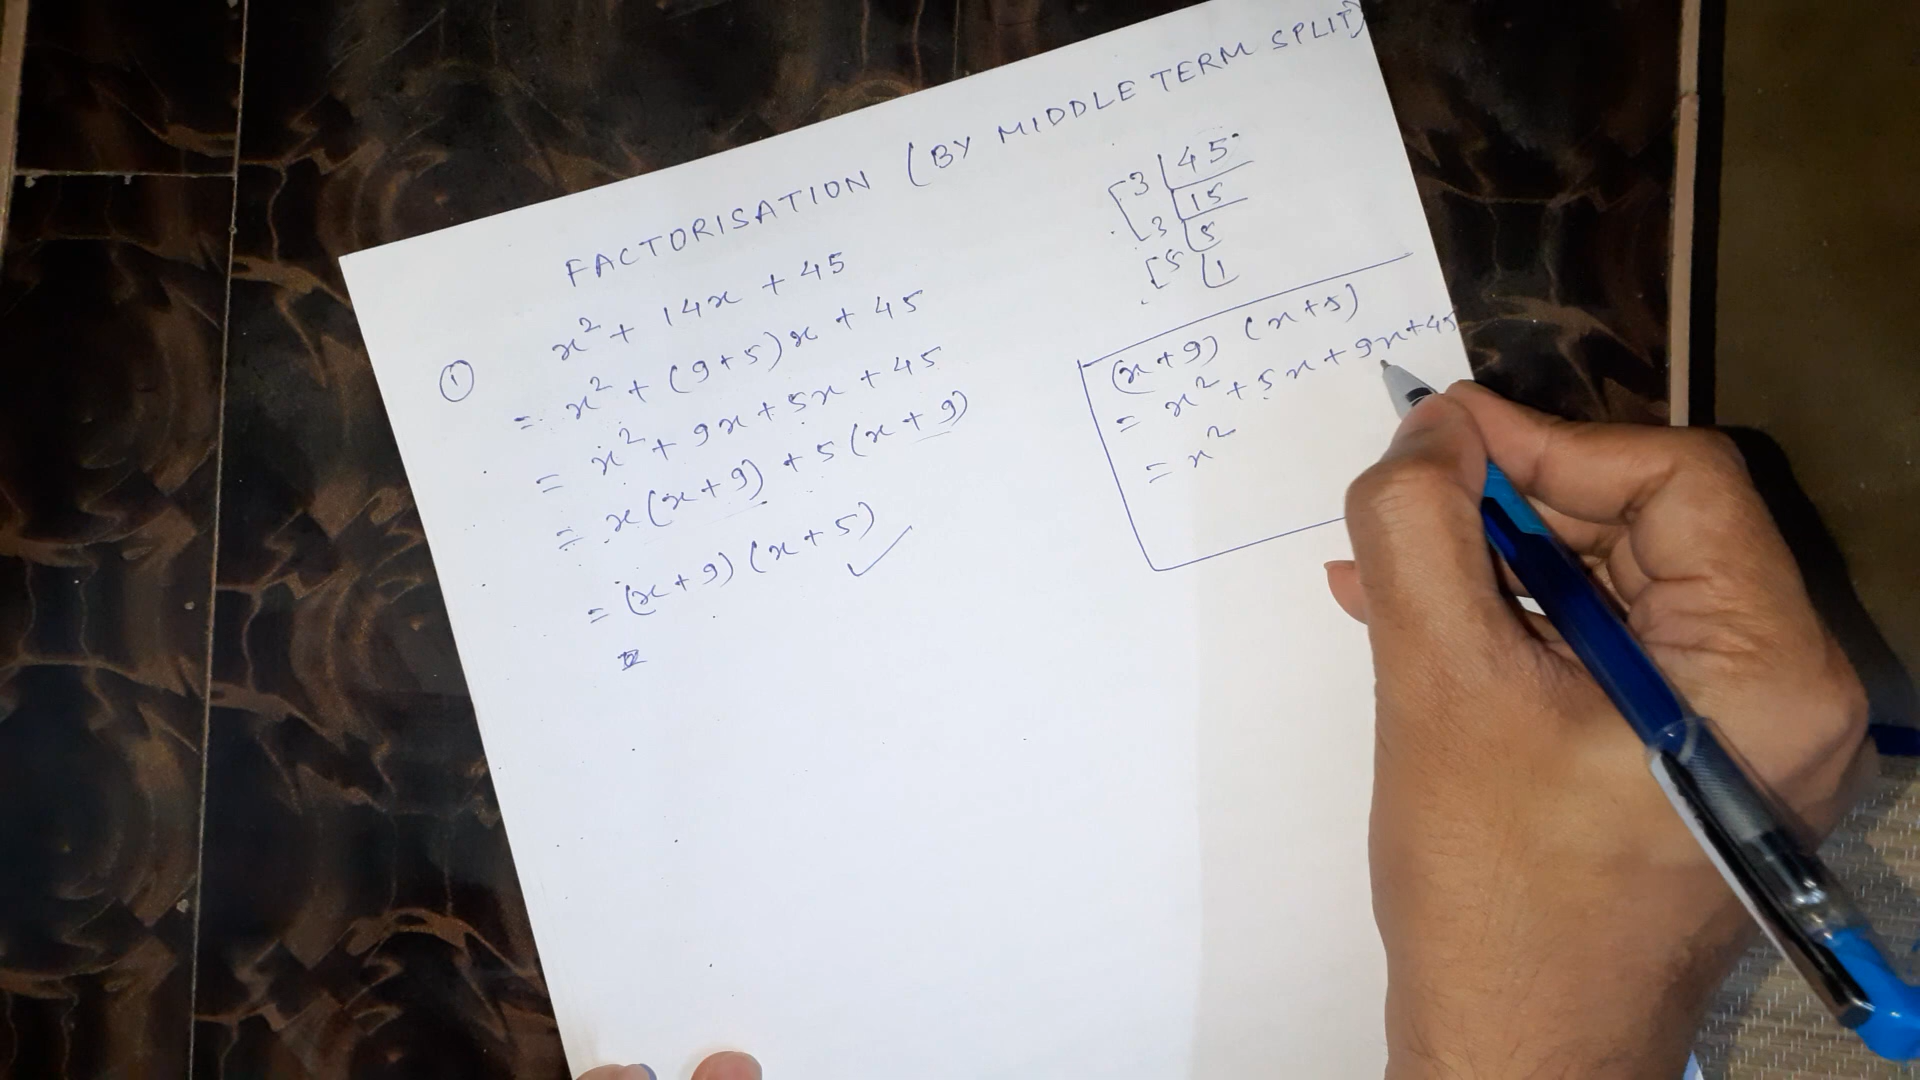 FACTORISATION (BY MIDDLE TERM SPLIT)
① x² + 14x + 45
= x² + (9+5)x + 45
= x² + 9x + 5x + 45
= x(x+9) + 5(x+9)
= (x+9) (x+5) ✓
3 | 45
3 | 15
5 | 5
1
(x+9) (x+5)
= x² + 5x + 9x + 45
= x²